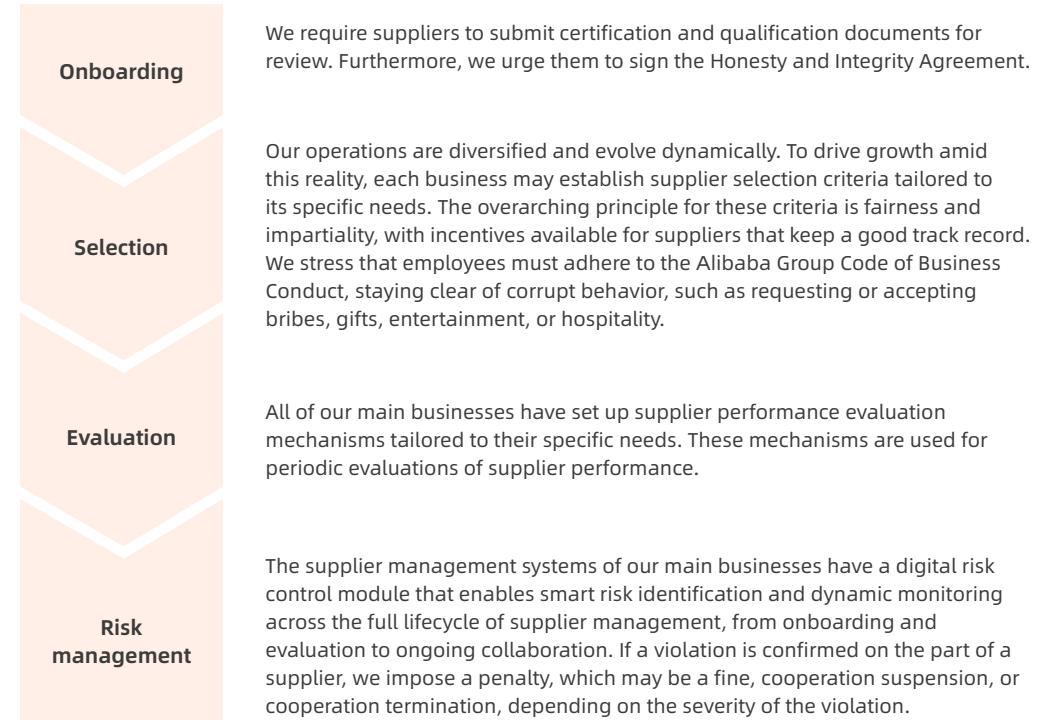 Onboarding
We require suppliers to submit certification and qualification documents for
review. Furthermore, we urge them to sign the Honesty and Integrity Agreement.
Selection
Our operations are diversified and evolve dynamically. To drive growth amid
this reality, each business may establish supplier selection criteria tailored to
its specific needs. The overarching principle for these criteria is fairness and
impartiality, with incentives available for suppliers that keep a good track record.
We stress that employees must adhere to the Alibaba Group Code of Business
Conduct, staying clear of corrupt behavior, such as requesting or accepting
bribes, gifts, entertainment, or hospitality.
Evaluation
All of our main businesses have set up supplier performance evaluation
mechanisms tailored to their specific needs. These mechanisms are used for
periodic evaluations of supplier performance.
Risk
management
The supplier management systems of our main businesses have a digital risk
control module that enables smart risk identification and dynamic monitoring
across the full lifecycle of supplier management, from onboarding and
evaluation to ongoing collaboration. If a violation is confirmed on the part of a
supplier, we impose a penalty, which may be a fine, cooperation suspension, or
cooperation termination, depending on the severity of the violation.